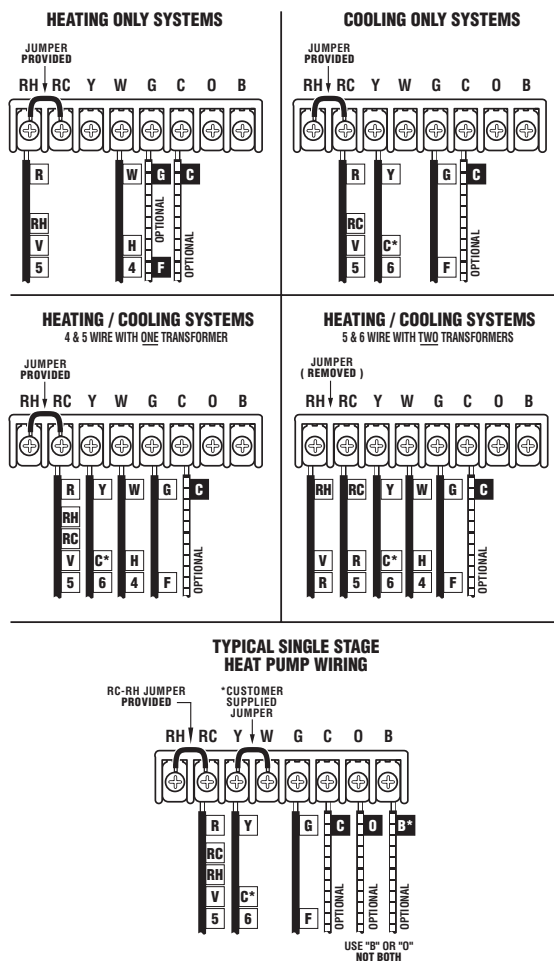 HEATING ONLY SYSTEMS
JUMPER
PROVIDED
RH RC Y W G C O B
R W G C
RH
V H
5 4 F
OPTIONAL
OPTIONAL
COOLING ONLY SYSTEMS
JUMPER
PROVIDED
RH RC Y W G C O B
R Y G C
RC
V C*
5 6 F
OPTIONAL
HEATING / COOLING SYSTEMS
4 & 5 WIRE WITH ONE TRANSFORMER
JUMPER
PROVIDED
RH RC Y W G C O B
R Y W G C
RH
RC
V C* H
5 6 4 F
OPTIONAL
HEATING / COOLING SYSTEMS
5 & 6 WIRE WITH TWO TRANSFORMERS
JUMPER
( REMOVED )
RH RC Y W G C O B
RH RC Y W G C
V R C* H
R 5 6 4 F
OPTIONAL
TYPICAL SINGLE STAGE
HEAT PUMP WIRING
RC-RH JUMPER
PROVIDED
*CUSTOMER
SUPPLIED
JUMPER
RH RC Y W G C O B
R Y G C O B*
RC
RH
V C*
5 6 F
OPTIONAL
OPTIONAL
OPTIONAL
USE "B" OR "O"
NOT BOTH